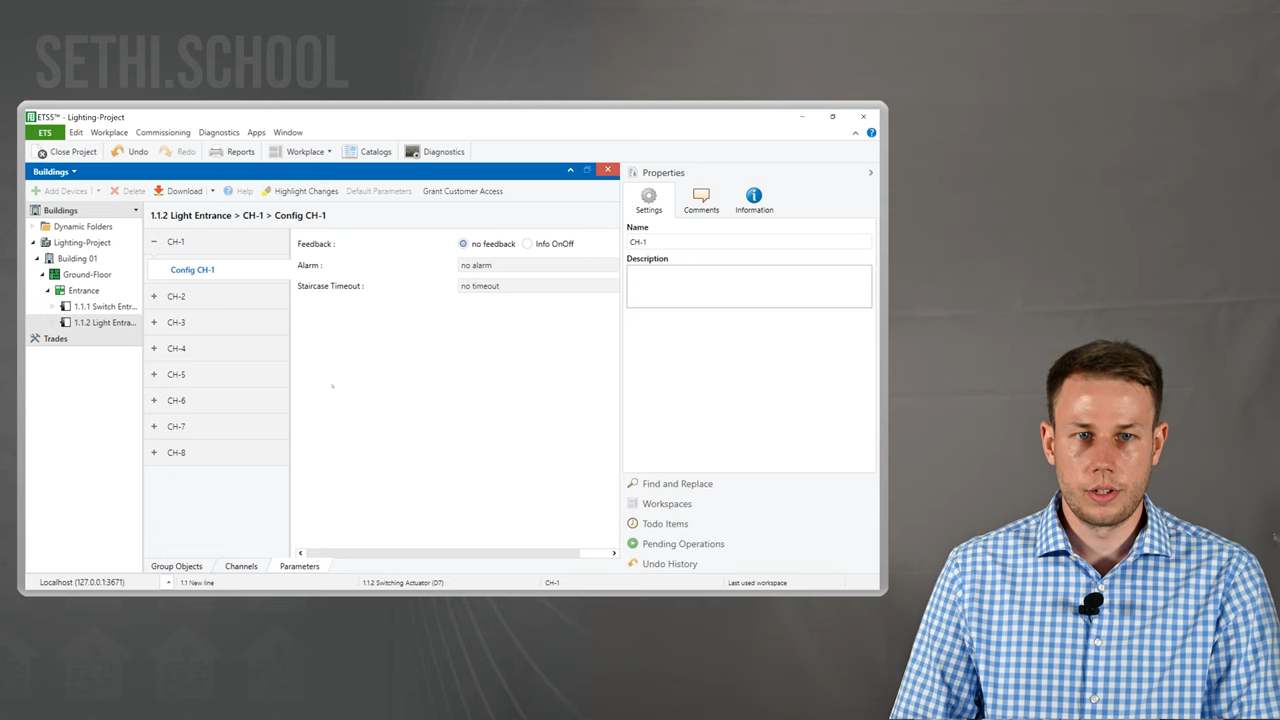 SETHI.SCHOOL
ETS5™ - Lighting-Project
ETS Edit Workplace Commissioning Diagnostics Apps Window
Close Project Undo Redo Reports Workplace Catalogs Diagnostics
Buildings
Add Devices Delete Download Help Highlight Changes Default Parameters Grant Customer Access
Buildings
Dynamic Folders
Lighting-Project
Building 01
Ground-Floor
Entrance
1.1.1 Switch Entr...
1.1.2 Light Entra...
Trades
1.1.2 Light Entrance > CH-1 > Config CH-1
CH-1
Config CH-1
CH-2
CH-3
CH-4
CH-5
CH-6
CH-7
CH-8
Feedback : no feedback Info OnOff
Alarm : no alarm
Staircase Timeout : no timeout
Group Objects Channels Parameters
Properties
Settings Comments Information
Name
CH-1
Description
Find and Replace
Workspaces
Todo Items
Pending Operations
Undo History
Localhost (127.0.0.1:3671) 1.1 New line 1.1.2 Switching Actuator (D7) CH-1 Last used workspace